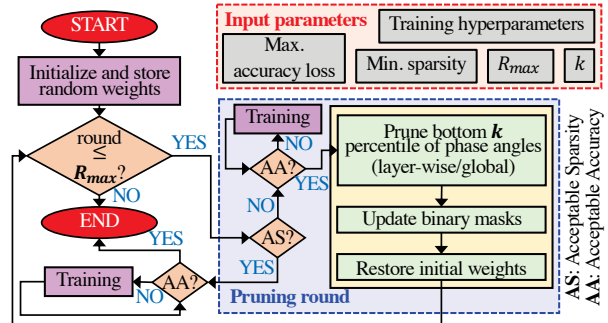 START
Initialize and store
random weights
round
≤
R_max?
YES
NO
END
YES
Training
NO
AA?
Input parameters
Training hyperparameters
Max.
accuracy loss
Min. sparsity
R_max
k
Training
NO
AA?
YES
NO
AS?
YES
Pruning round
Prune bottom k
percentile of phase angles
(layer-wise/global)
Update binary masks
Restore initial weights
AS: Acceptable Sparsity
AA: Acceptable Accuracy